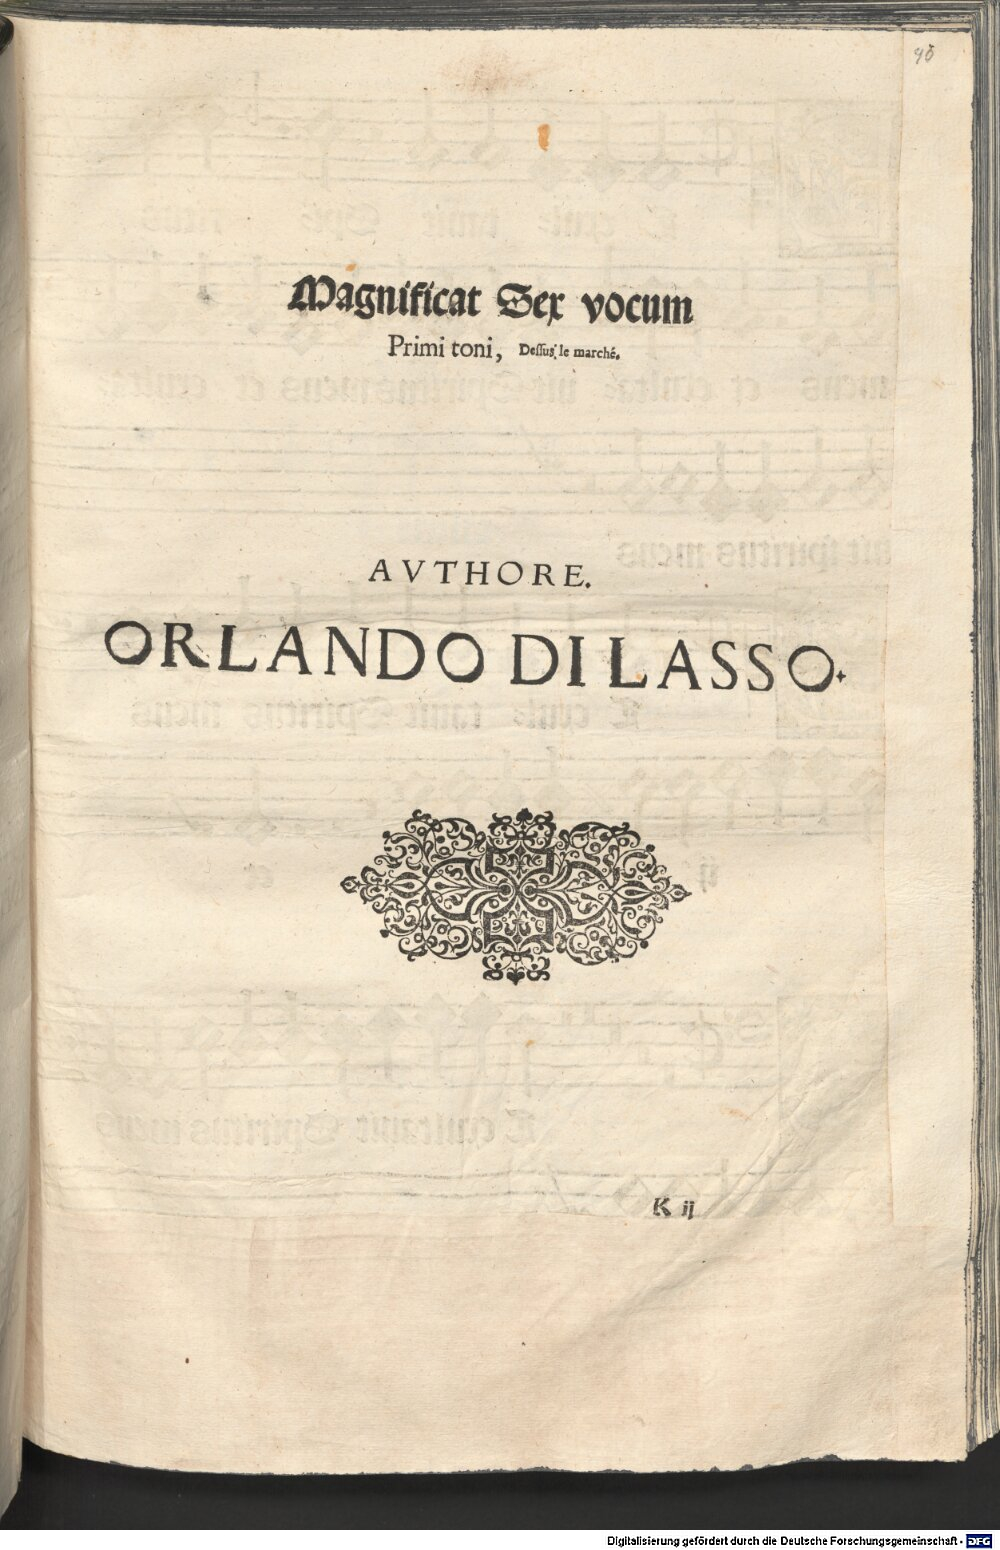 Magnificat Sex vocum
Primi toni, Dessus le marché.
AVTHORE.
ORLANDO DI LASSO.
K ij
Digitalisierung gefördert durch die Deutsche Forschungsgemeinschaft - DFG